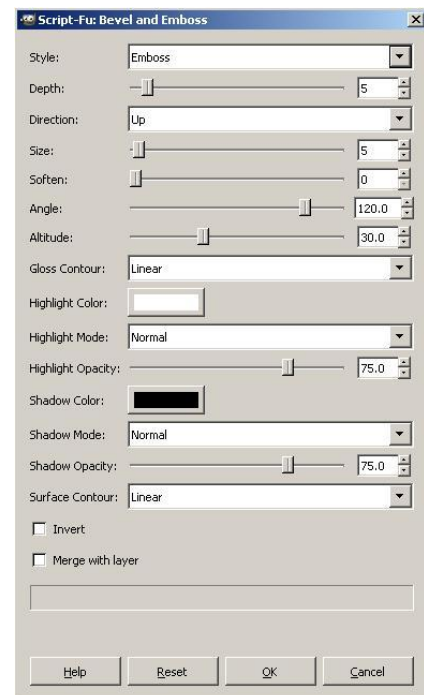 Script-Fu: Bevel and Emboss
Style: Emboss
Depth: 5
Direction: Up
Size: 5
Soften: 0
Angle: 120.0
Altitude: 30.0
Gloss Contour: Linear
Highlight Color:
Highlight Mode: Normal
Highlight Opacity: 75.0
Shadow Color:
Shadow Mode: Normal
Shadow Opacity: 75.0
Surface Contour: Linear
Invert
Merge with layer
Help Reset OK Cancel